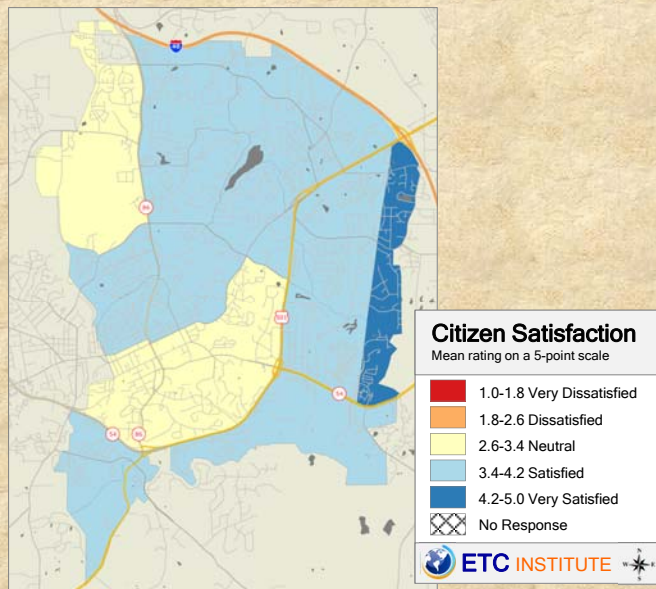 40
86
501
54
54
86
Citizen Satisfaction
Mean rating on a 5-point scale
1.0-1.8 Very Dissatisfied
1.8-2.6 Dissatisfied
2.6-3.4 Neutral
3.4-4.2 Satisfied
4.2-5.0 Very Satisfied
No Response
ETC INSTITUTE
N
W E
S